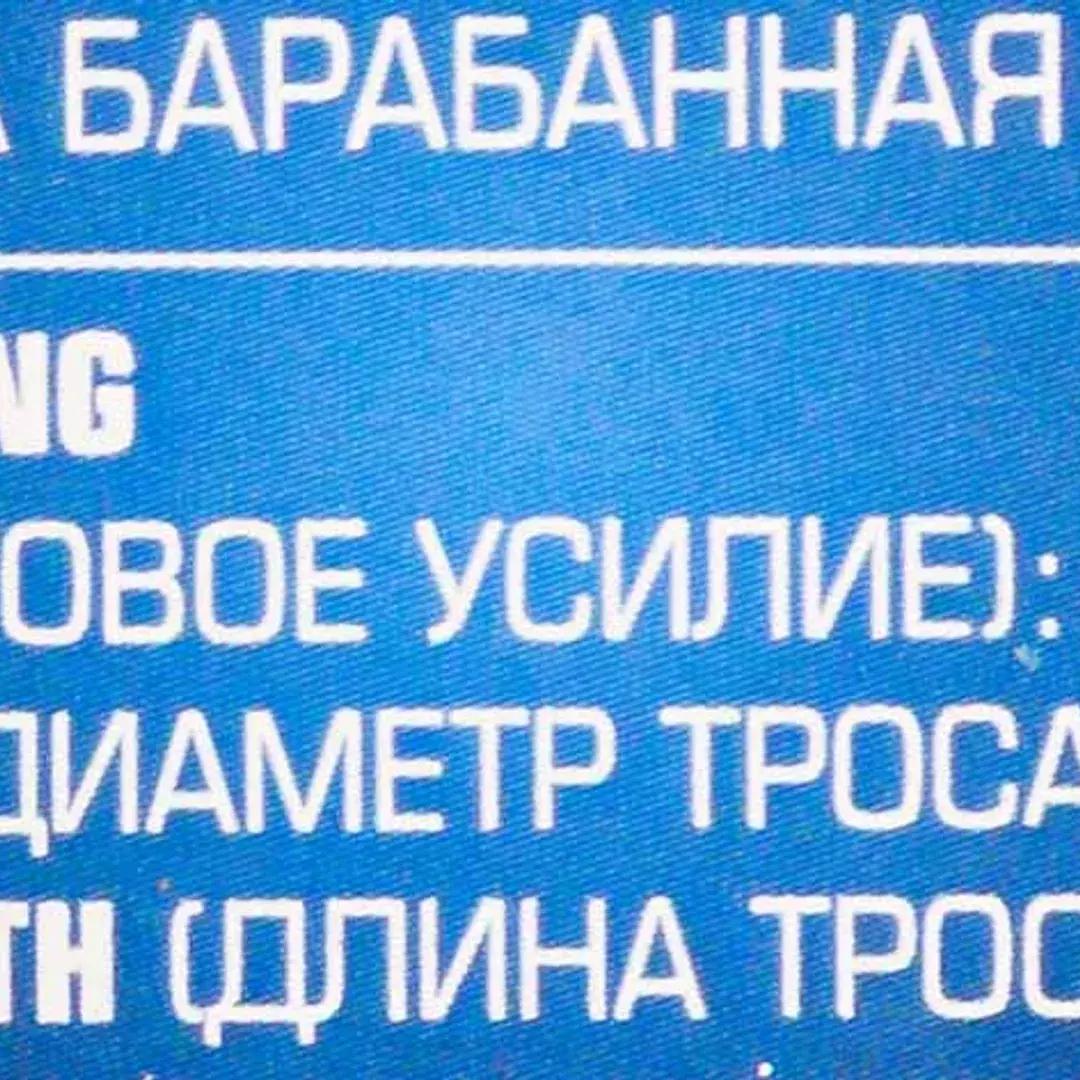 БАРАБАННАЯ
NG
ОВОЕ УСИЛИЕ):
ДИАМЕТР ТРОСА
TH (ДЛИНА ТРОС